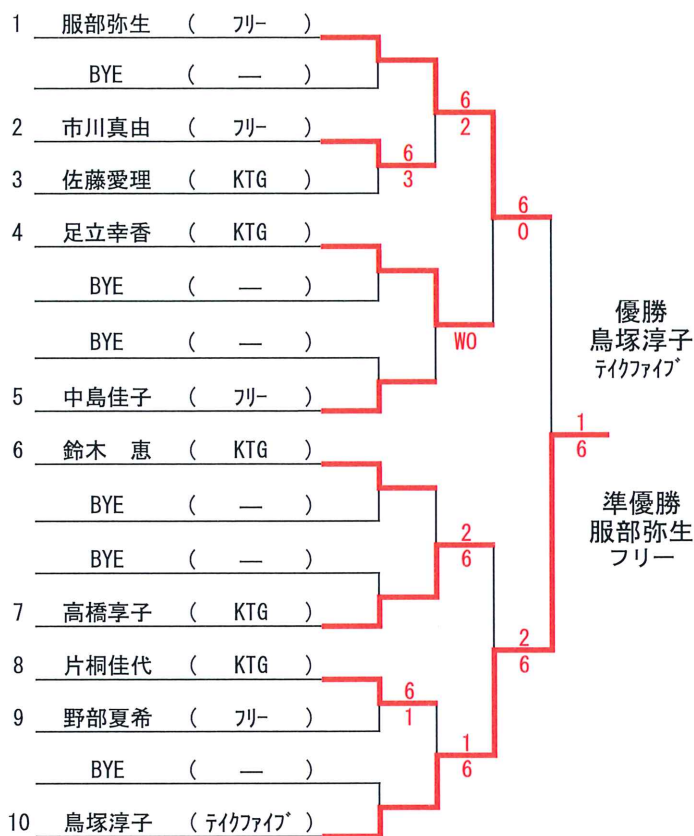 1 服部弥生 ( ﾌﾘｰ )
BYE ( ― )
6
2
2 市川真由 ( ﾌﾘｰ )
6
3
3 佐藤愛理 ( KTG )
6
0
4 足立幸香 ( KTG )
BYE ( ― )
WO
BYE ( ― )
5 中島佳子 ( ﾌﾘｰ )
優勝
鳥塚淳子
ﾃｲｸﾌｧｲﾌﾞ
1
6
6 鈴木 恵 ( KTG )
BYE ( ― )
2
6
BYE ( ― )
7 高橋享子 ( KTG )
準優勝
服部弥生
フリー
2
6
8 片桐佳代 ( KTG )
6
1
9 野部夏希 ( ﾌﾘｰ )
1
6
BYE ( ― )
10 鳥塚淳子 ( ﾃｲｸﾌｧｲﾌﾞ )